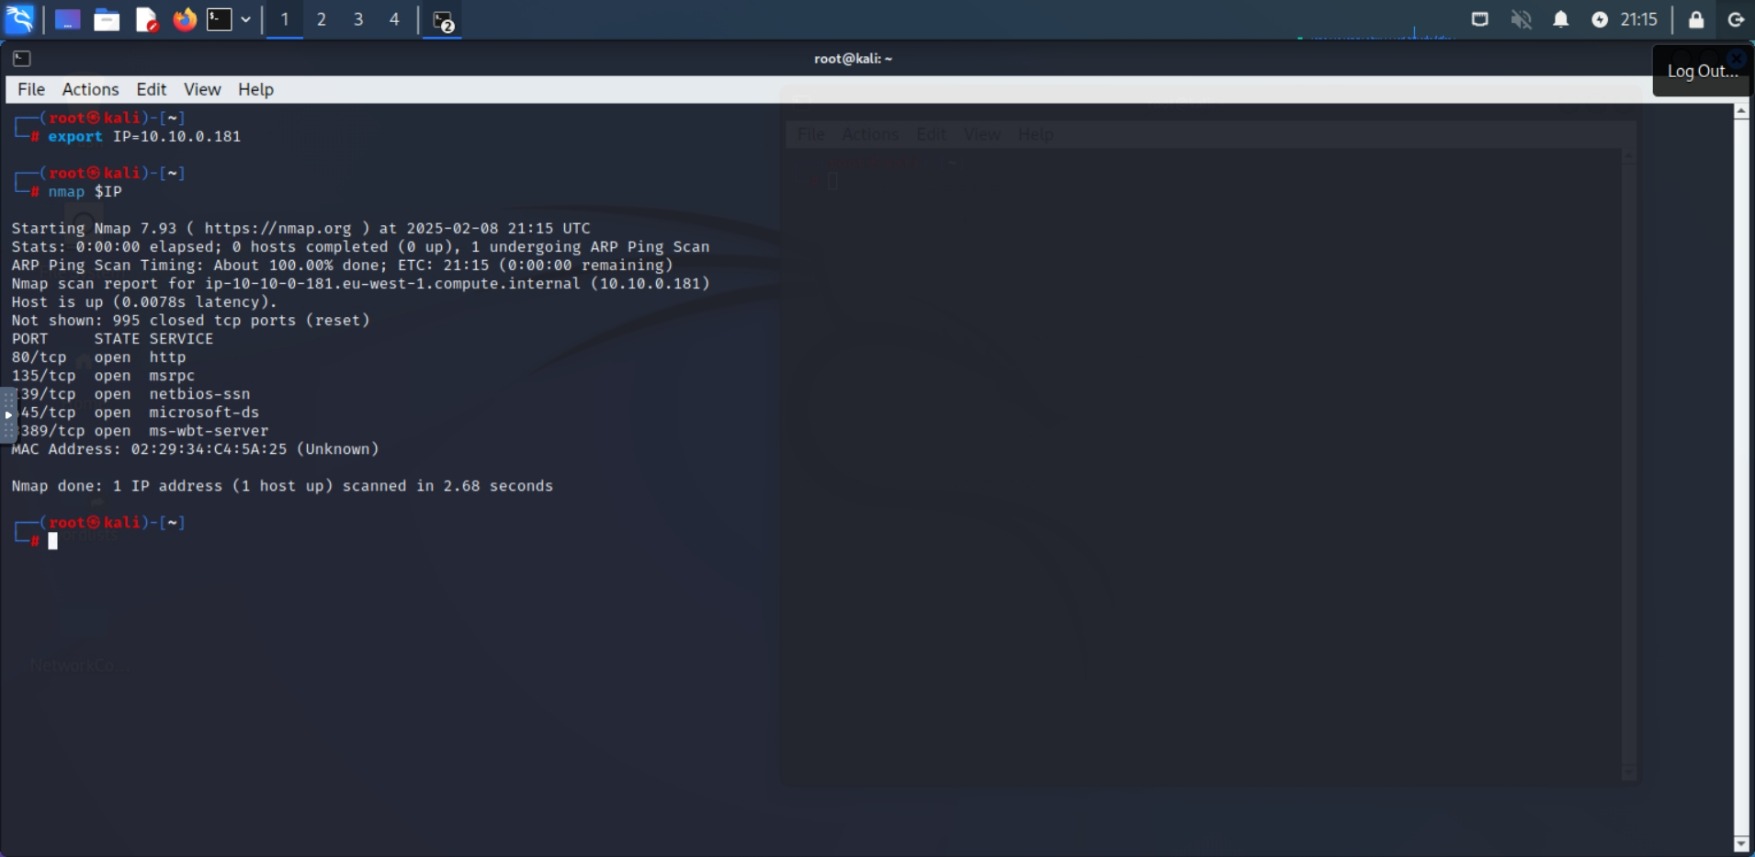 1 2 3 4 2 21:15
root@kali: ~
Log Out...
File Actions Edit View Help
┌──(root㉿kali)-[~]
└─# export IP=10.10.0.181
┌──(root㉿kali)-[~]
└─# nmap $IP
Starting Nmap 7.93 ( https://nmap.org ) at 2025-02-08 21:15 UTC
Stats: 0:00:00 elapsed; 0 hosts completed (0 up), 1 undergoing ARP Ping Scan
ARP Ping Scan Timing: About 100.00% done; ETC: 21:15 (0:00:00 remaining)
Nmap scan report for ip-10-10-0-181.eu-west-1.compute.internal (10.10.0.181)
Host is up (0.0078s latency).
Not shown: 995 closed tcp ports (reset)
PORT STATE SERVICE
80/tcp open http
135/tcp open msrpc
39/tcp open netbios-ssn
45/tcp open microsoft-ds
389/tcp open ms-wbt-server
MAC Address: 02:29:34:C4:5A:25 (Unknown)
Nmap done: 1 IP address (1 host up) scanned in 2.68 seconds
┌──(root㉿kali)-[~]
└─#
File Actions Edit View Help
NetworkCo